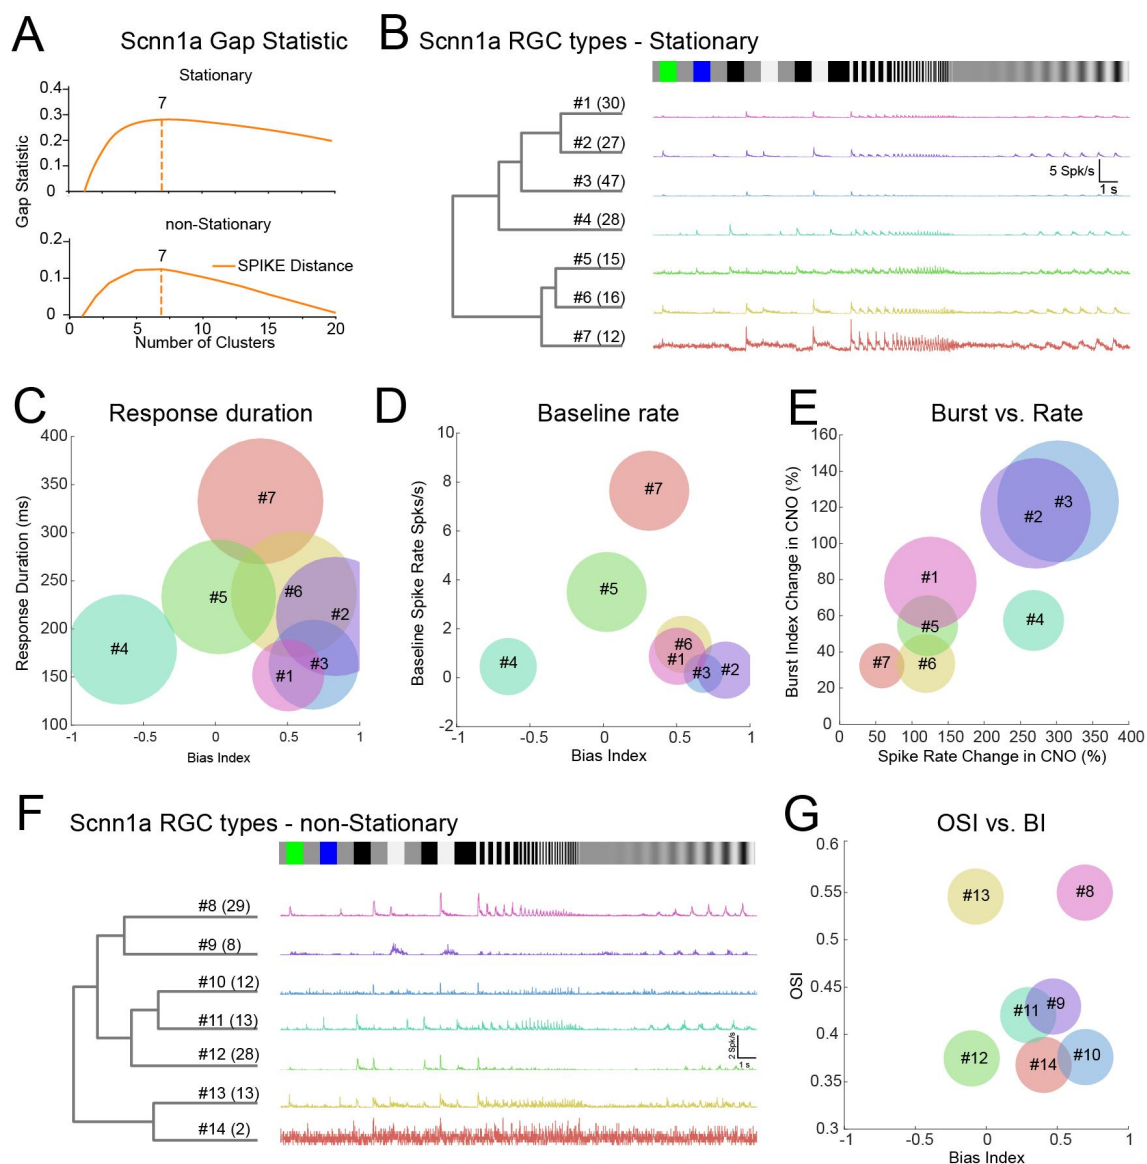 A
Scnn1a Gap Statistic
Stationary
0.4
0.3
0.2
0.1
0
7
Gap Statistic
non-Stationary
0.2
0.1
0
7
SPIKE Distance
0 5 10 15 20
Number of Clusters
B
Scnn1a RGC types - Stationary
#1 (30)
#2 (27)
#3 (47)
#4 (28)
#5 (15)
#6 (16)
#7 (12)
5 Spk/s
1 s
C
Response duration
Response Duration (ms)
400
350
300
250
200
150
100
#7
#6
#5
#2
#4
#3
#1
-1 -0.5 0 0.5 1
Bias Index
D
Baseline rate
Baseline Spike Rate Spks/s)
10
8
6
4
2
0
-2
#7
#5
#6
#1
#4
#3
#2
-1 -0.5 0 0.5 1
Bias Index
E
Burst vs. Rate
Burst Index Change in CNO (%)
160
140
120
100
80
60
40
20
0
#3
#2
#1
#4
#5
#7
#6
0 50 100 150 200 250 300 350 400
Spike Rate Change in CNO (%)
F
Scnn1a RGC types - non-Stationary
#8 (29)
#9 (8)
#10 (12)
#11 (13)
#12 (28)
#13 (13)
#14 (2)
2 Spk/s
1 s
G
OSI vs. BI
OSI
0.6
0.55
0.5
0.45
0.4
0.35
0.3
#13
#8
#9
#11
#12
#14
#10
-1 -0.5 0 0.5 1
Bias Index